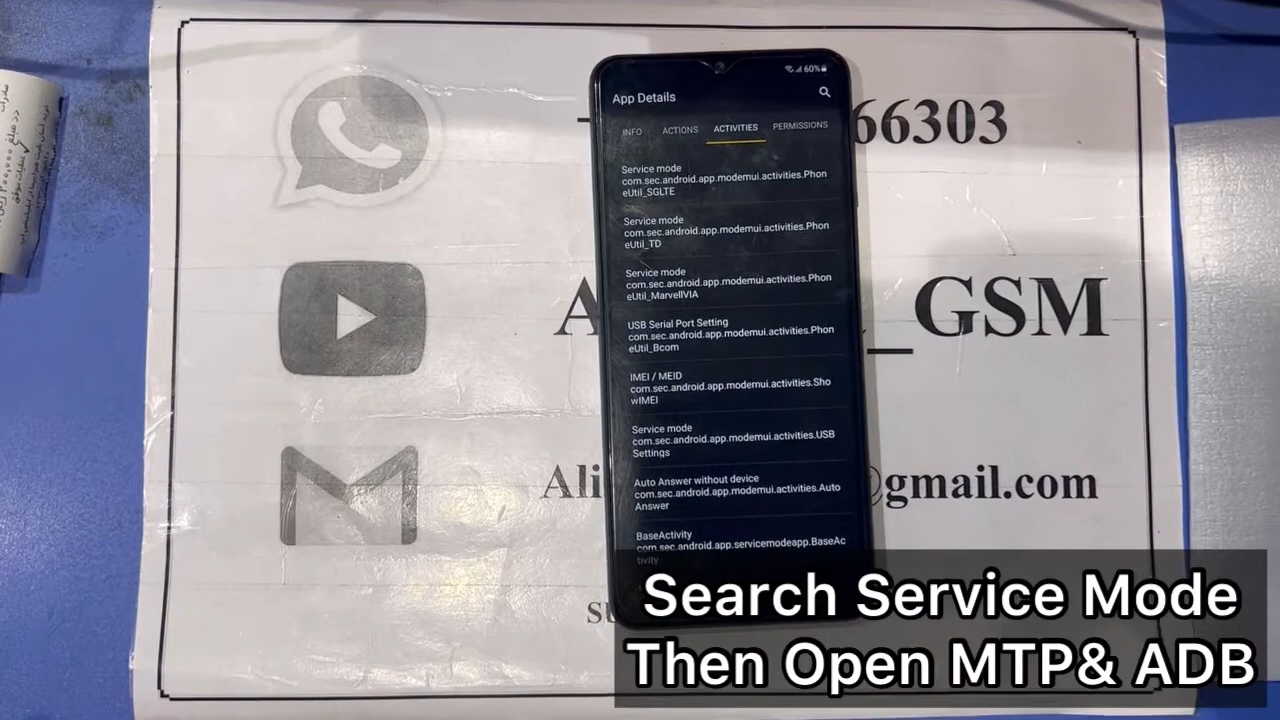 صادرات
66303
_GSM
Ali
@gmail.com
60%
App Details
INFO ACTIONS ACTIVITIES PERMISSIONS
Service mode
com.sec.android.app.modemui.activities.Phon
eUtil_SGLTE
Service mode
com.sec.android.app.modemui.activities.Phon
eUtil_TD
Service mode
com.sec.android.app.modemui.activities.Phon
eUtil_MarvellVIA
USB Serial Port Setting
com.sec.android.app.modemui.activities.Phon
eUtil_Bcom
IMEI / MEID
com.sec.android.app.modemui.activities.Sho
wIMEI
Service mode
com.sec.android.app.modemui.activities.USB
Settings
Auto Answer without device
com.sec.android.app.modemui.activities.Auto
Answer
BaseActivity
com.sec.android.app.servicemodeapp.BaseAc
tivity
Search Service Mode
Then Open MTP& ADB